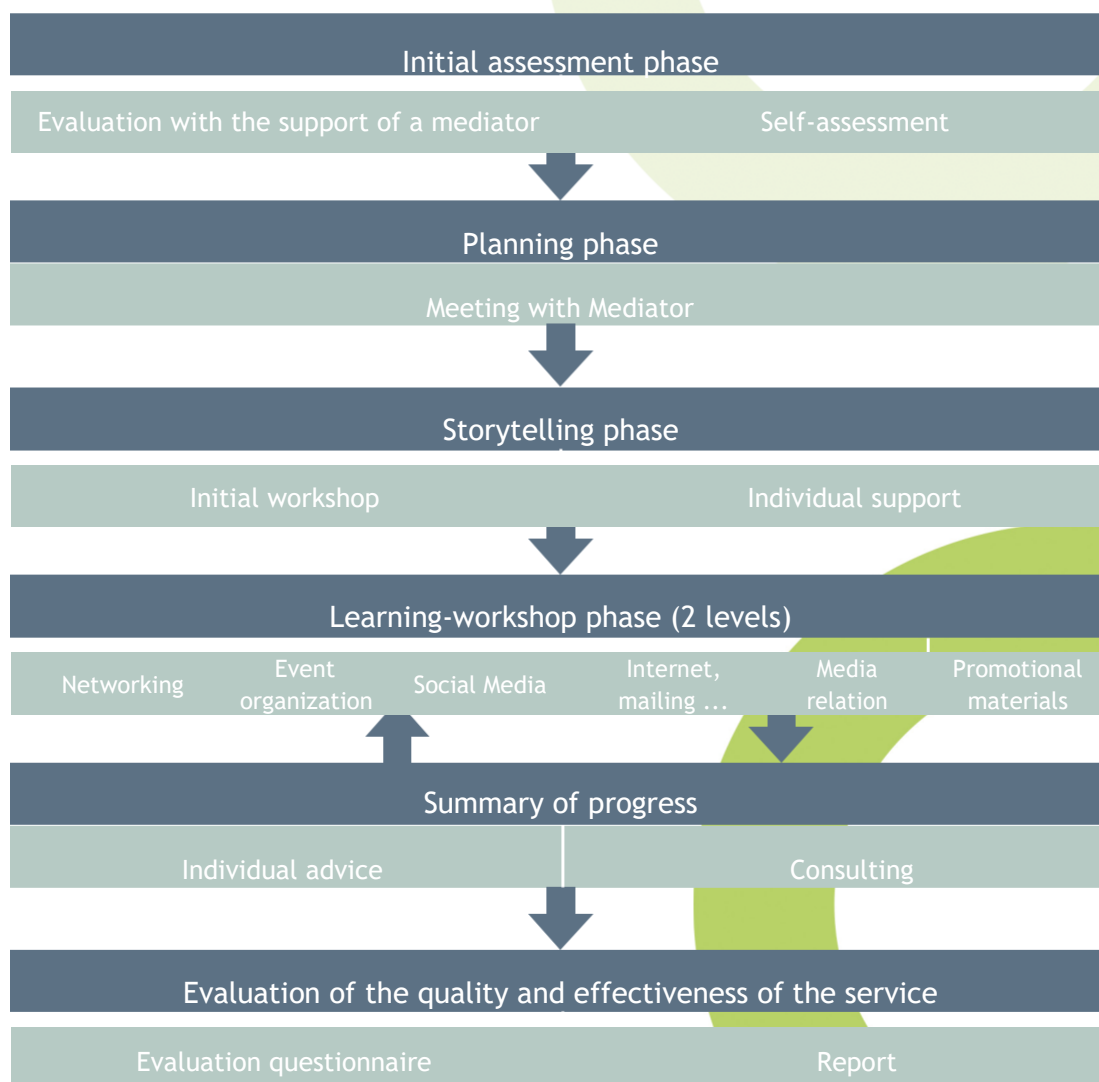 Initial assessment phase
Evaluation with the support of a mediator
Self-assessment
Planning phase
Meeting with Mediator
Storytelling phase
Initial workshop
Individual support
Learning-workshop phase (2 levels)
Networking
Event
organization
Social Media
Internet,
mailing ...
Media
relation
Promotional
materials
Summary of progress
Individual advice
Consulting
Evaluation of the quality and effectiveness of the service
Evaluation questionnaire
Report